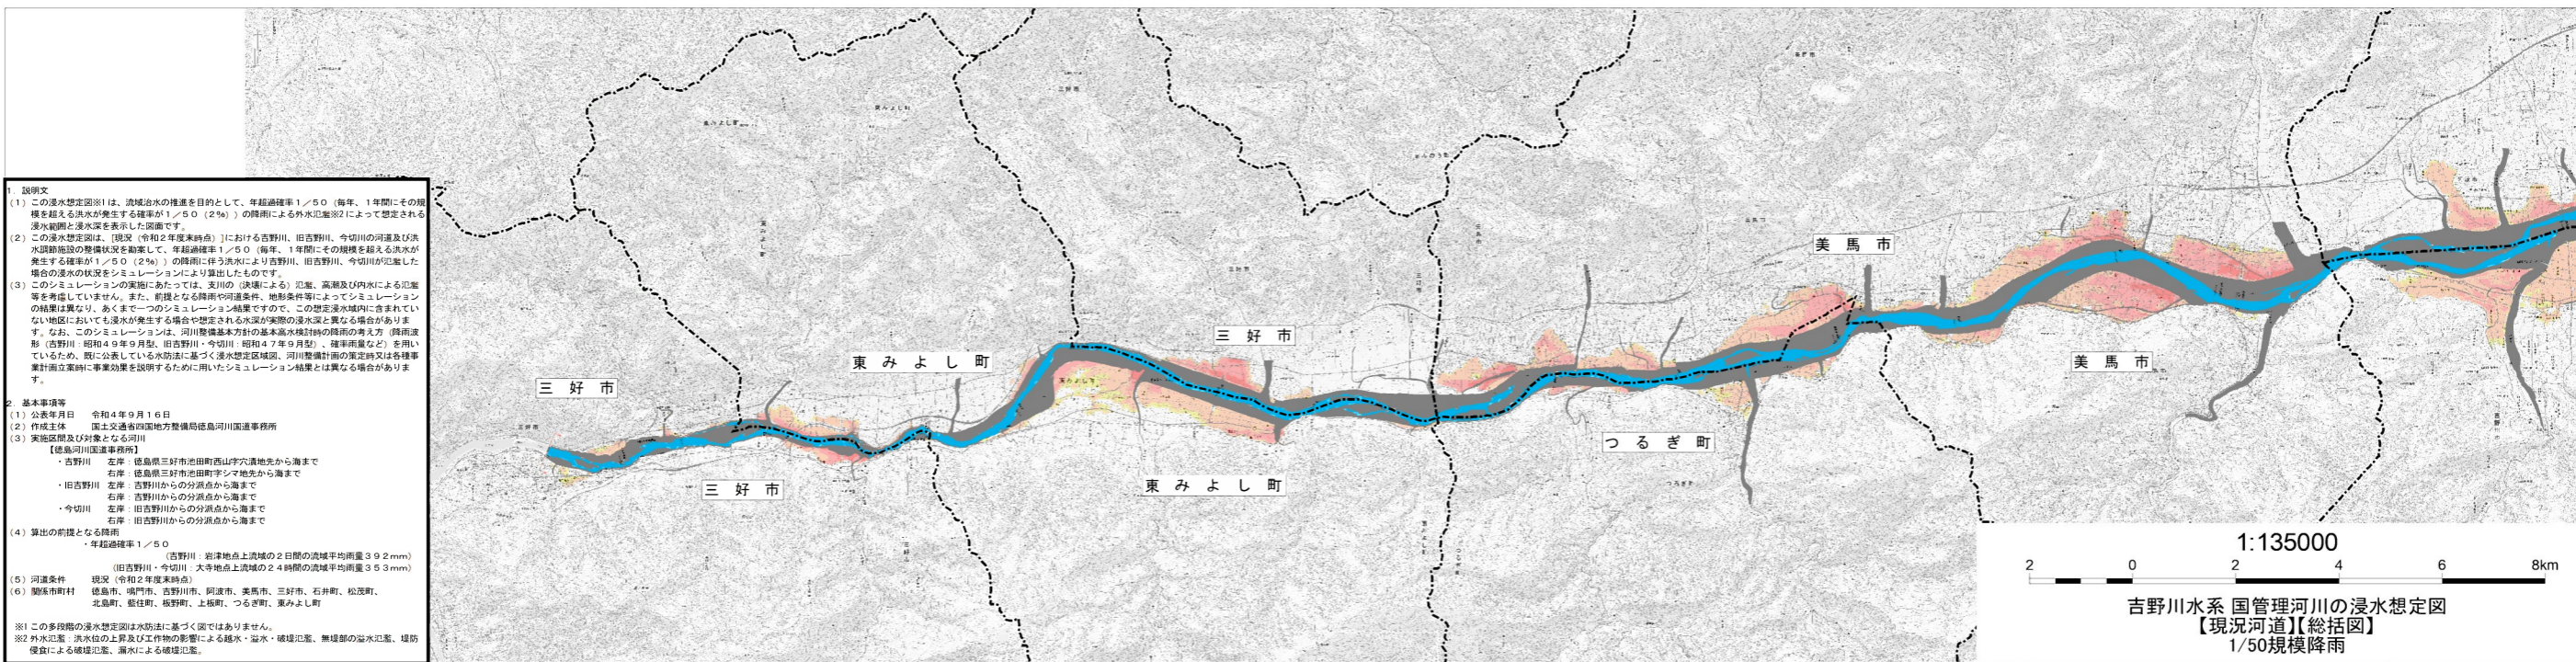 1. 説明文
(1) この浸水想定図※1は、流域治水の推進を目的として、年超過確率1/50（毎年、1年間にその規
模を超える洪水が発生する確率が1/50（2%））の降雨による外水氾濫※2によって想定される
浸水範囲と浸水深を表示した図面です。
(2) この浸水想定図は、[現況（令和2年度末時点）]における吉野川、旧吉野川、今切川の河道及び洪
水調節施設の整備状況を勘案して、年超過確率1/50（毎年、1年間にその規模を超える洪水が
発生する確率が1/50（2%））の降雨に伴う洪水により吉野川、旧吉野川、今切川が氾濫した
場合の浸水の状況をシミュレーションにより算出したものです。
(3) このシミュレーションの実施にあたっては、支川の（決壊による）氾濫、高潮及び内水による氾濫
等を考慮していません。また、前提となる降雨や河道条件、地形条件等によってシミュレーション
の結果は異なり、あくまで一つのシミュレーション結果ですので、この想定浸水域内に含まれてい
ない地区においても浸水が発生する場合や想定される水深が実際の浸水深と異なる場合がありま
す。なお、このシミュレーションは、河川整備基本方針の基本高水検討時の降雨の考え方（降雨波
形（吉野川：昭和49年9月型、旧吉野川・今切川：昭和47年9月型）、確率雨量など）を用い
ているため、既に公表している水防法に基づく浸水想定区域図、河川整備計画の策定時又は各種事
業計画立案時に事業効果を説明するために用いたシミュレーション結果とは異なる場合がありま
す。
2. 基本事項等
(1) 公表年月日 令和4年9月16日
(2) 作成主体 国土交通省四国地方整備局徳島河川国道事務所
(3) 実施区間及び対象となる河川
【徳島河川国道事務所】
・吉野川 左岸：徳島県三好市池田町西山字穴漬地先から海まで
右岸：徳島県三好市池田町字シマ地先から海まで
・旧吉野川 左岸：吉野川からの分派点から海まで
右岸：吉野川からの分派点から海まで
・今切川 左岸：旧吉野川からの分派点から海まで
右岸：旧吉野川からの分派点から海まで
(4) 算出の前提となる降雨
・年超過確率1/50
（吉野川：岩津地点上流域の2日間の流域平均雨量392mm）
（旧吉野川・今切川：大寺地点上流域の24時間の流域平均雨量353mm）
(5) 河道条件 現況（令和2年度末時点）
(6) 関係市町村 徳島市、鳴門市、吉野川市、阿波市、美馬市、三好市、石井町、松茂町、
北島町、藍住町、板野町、上板町、つるぎ町、東みよし町
※1 この多段階の浸水想定図は水防法に基づく図ではありません。
※2 外水氾濫：洪水位の上昇及び工作物の影響による越水・溢水・破堤氾濫、無堤部の溢水氾濫、堤防
侵食による破堤氾濫、漏水による破堤氾濫。
三好市
三好市
東みよし町
三好市
東みよし町
つるぎ町
美馬市
美馬市
1:135000
2 0 2 4 6 8km
吉野川水系 国管理河川の浸水想定図
【現況河道】【総括図】
1/50規模降雨